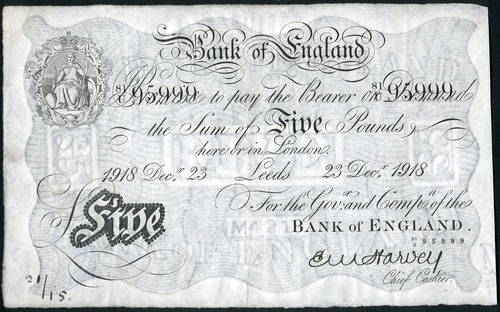 Bank of England
81/U 95999 I Promise to pay the Bearer on Demand 81/U 95999
the Sum of Five Pounds
here or in London.
1918 Decr. 23 Leeds 23 Decr. 1918
For the Govr. and Compa. of the
BANK of ENGLAND.
81/U 95999
Five
E M Harvey
Chief Cashier.
21/15.